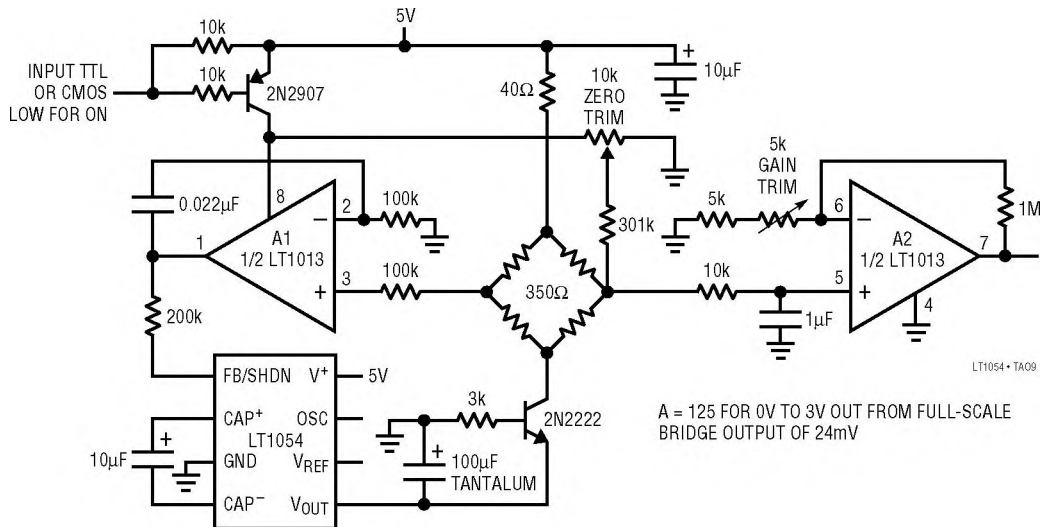 5V
10k
10k
INPUT TTL
OR CMOS
LOW FOR ON
2N2907
40Ω
10k
ZERO
TRIM
+
10µF
5k
GAIN
TRIM
0.022µF
8
2
−
100k
1
A1
1/2 LT1013
3
+
100k
301k
350Ω
5k
6
−
1M
A2
1/2 LT1013
7
10k
5
+
4
1µF
200k
LT1054 • TA09
FB/SHDN
V+
5V
CAP+
OSC
LT1054
+
10µF
GND
VREF
CAP−
VOUT
3k
2N2222
+
100µF
TANTALUM
A = 125 FOR 0V TO 3V OUT FROM FULL-SCALE
BRIDGE OUTPUT OF 24mV